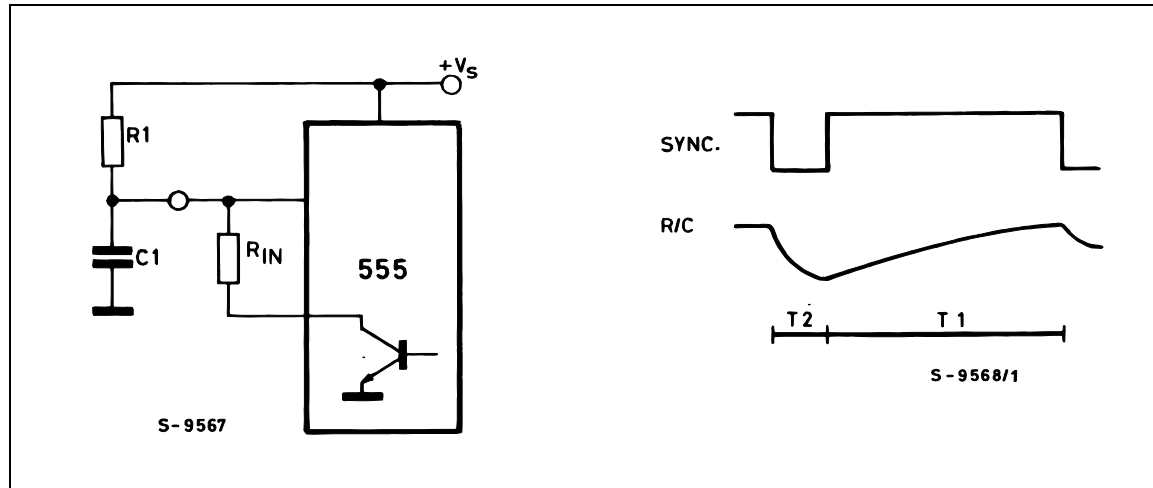 +Vs
R1
C1
RIN
555
S-9567
SYNC.
R/C
T2
T1
S-9568/1